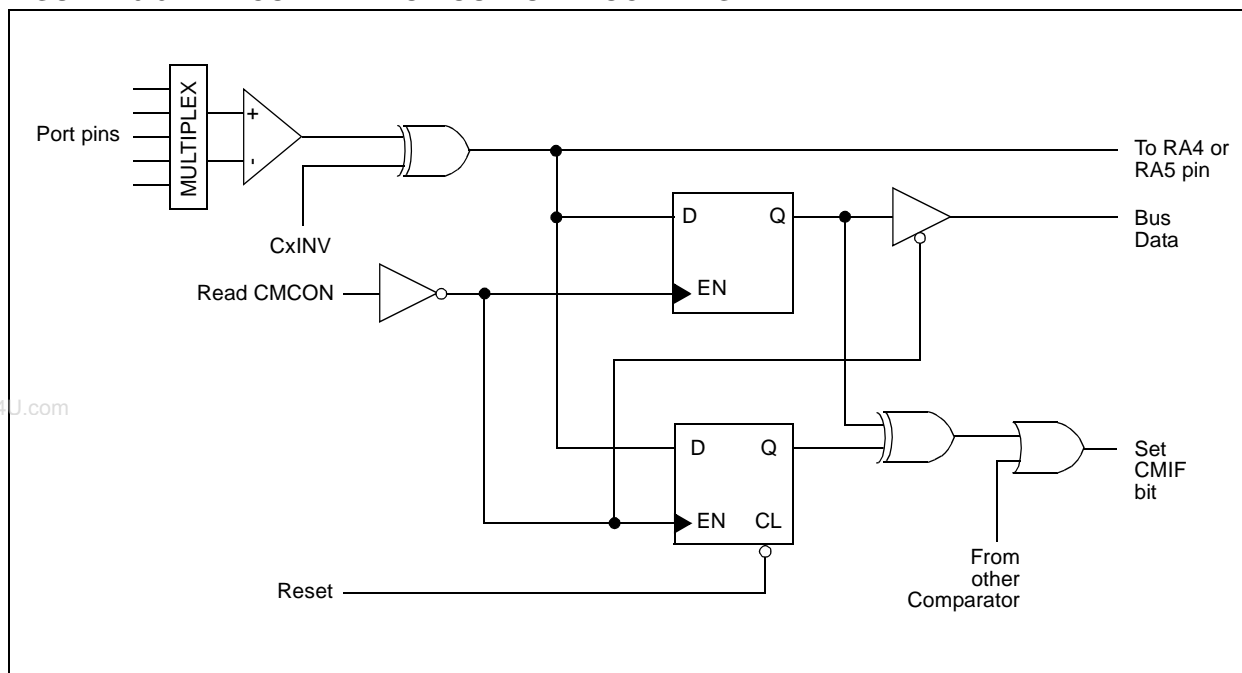 MULTIPLEX
+
-
Port pins
To RA4 or
RA5 pin
D
Q
Bus
Data
CxINV
Read CMCON
EN
4U.com
D
Q
Set
CMIF
bit
EN
CL
From
other
Comparator
Reset